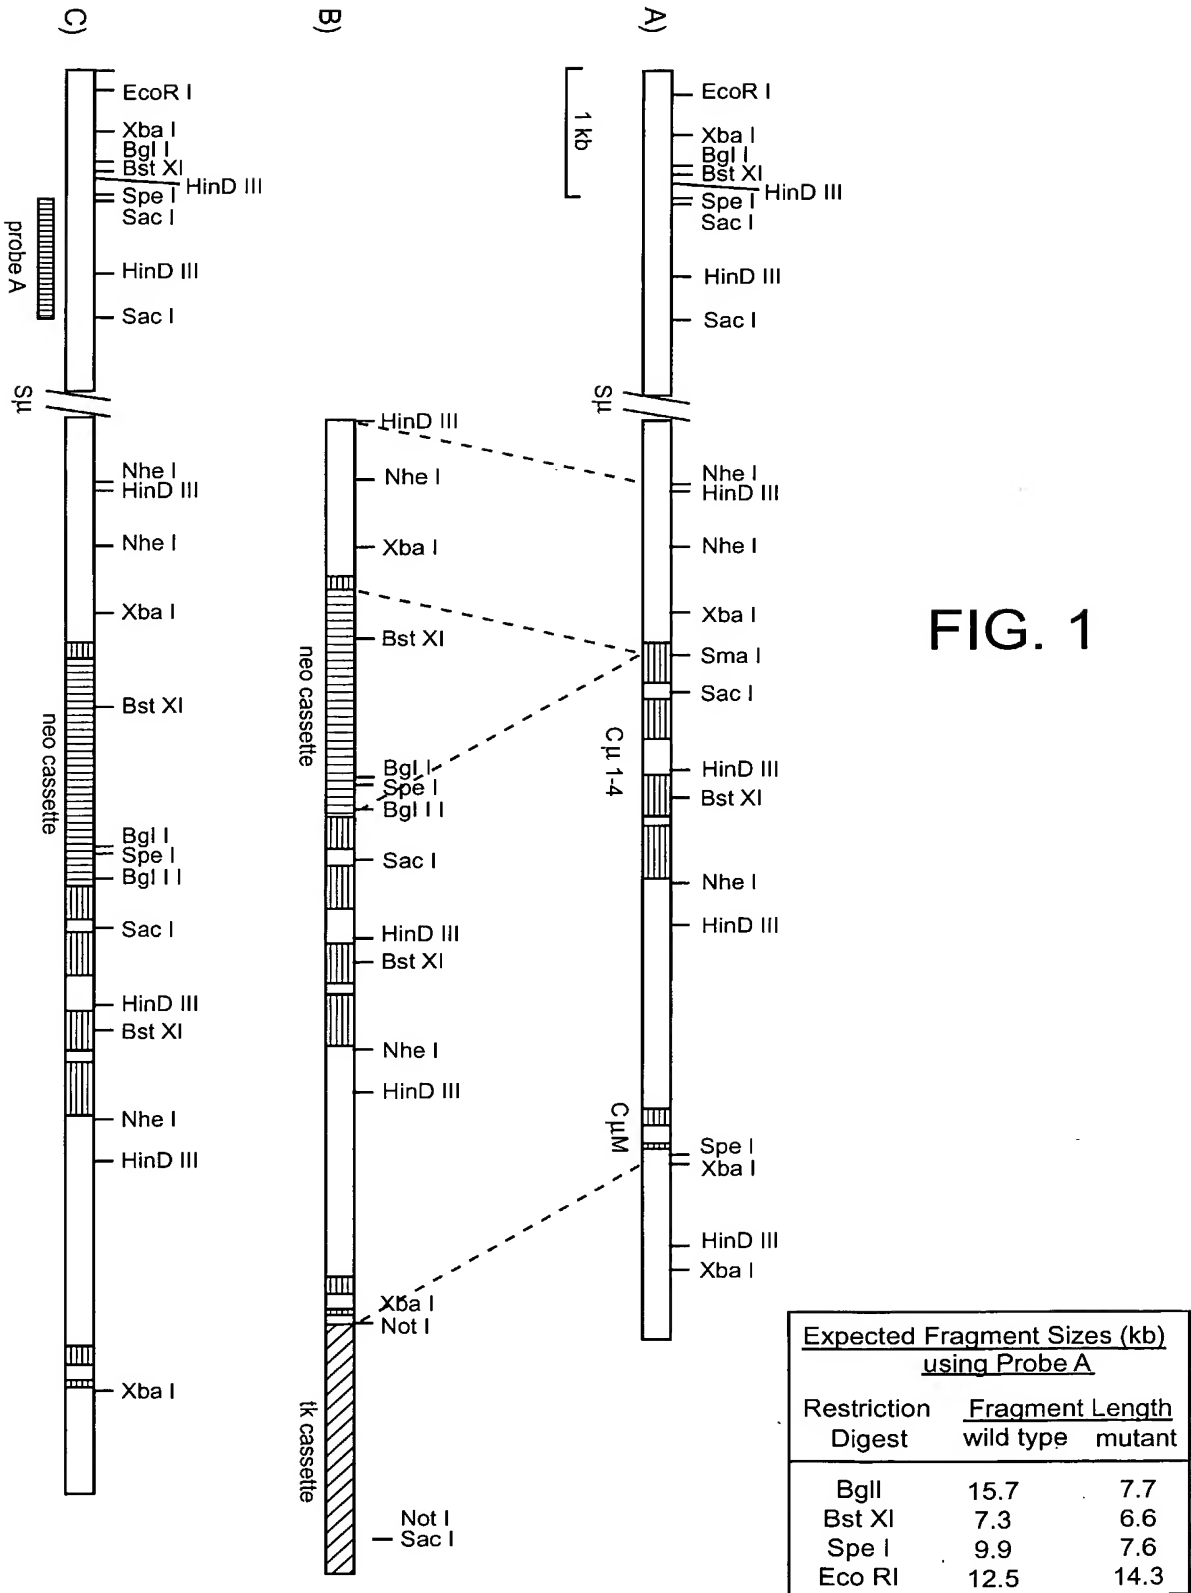 C)
EcoR I
Xba I
Bgl I
Bst XI
HinD III
Spe I
Sac I
HinD III
Sac I
probe A
Sμ
Nhe I
HinD III
Nhe I
Xba I
Bst XI
neo cassette
Bgl I
Spe I
Bgl I I
Sac I
HinD III
Bst XI
Nhe I
HinD III
Xba I
B)
1 kb
HinD III
Nhe I
Xba I
Bst XI
neo cassette
Bgl I
Spe I
Bgl I I
Sac I
HinD III
Bst XI
Nhe I
HinD III
Xba I
Not I
tk cassette
Not I
Sac I
A)
EcoR I
Xba I
Bgl I
Bst XI
HinD III
Spe I
Sac I
HinD III
Sac I
Sμ
Nhe I
HinD III
Nhe I
Xba I
Sma I
Sac I
Cμ 1-4
HinD III
Bst XI
Nhe I
HinD III
CμM
Spe I
Xba I
HinD III
Xba I
FIG. 1
Expected Fragment Sizes (kb)
using Probe A
Restriction Digest Fragment Length
wild type mutant
BglI 15.7 7.7
Bst XI 7.3 6.6
Spe I 9.9 7.6
Eco RI 12.5 14.3